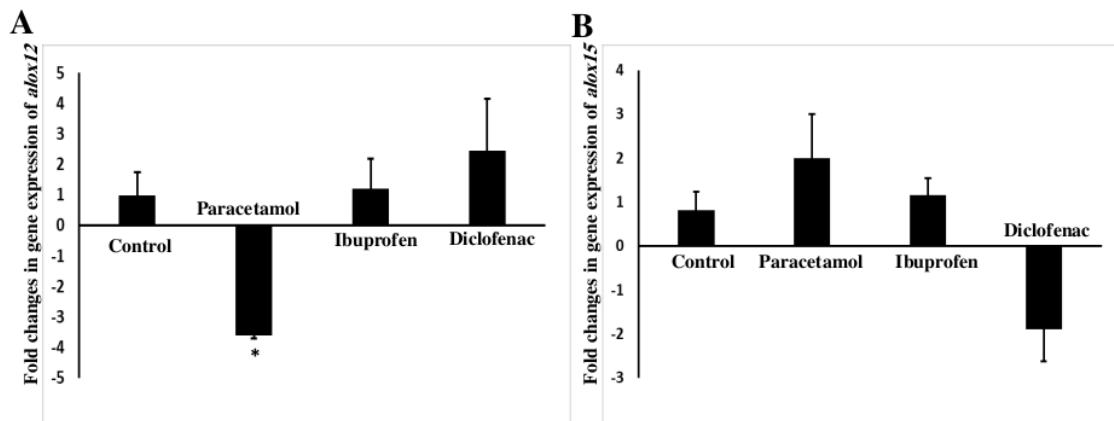 A
Fold changes in gene expression of alox12
5
4
3
2
1
0
-1
-2
-3
-4
-5
Control
Paracetamol
Ibuprofen
Diclofenac
*
B
Fold changes in gene expression of alox15
4
3
2
1
0
-1
-2
-3
Control
Paracetamol
Ibuprofen
Diclofenac